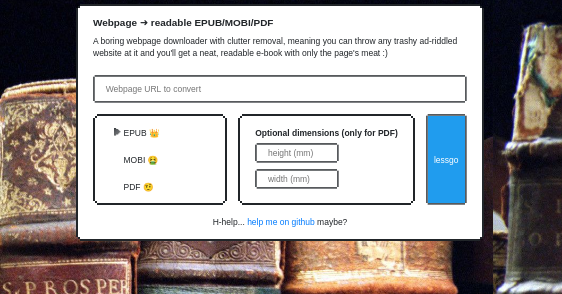 Webpage ➔ readable EPUB/MOBI/PDF
A boring webpage downloader with clutter removal, meaning you can throw any trashy ad-riddled
website at it and you'll get a neat, readable e-book with only the page's meat :)
Webpage URL to convert
EPUB 👑
MOBI 🤮
PDF 🤨
Optional dimensions (only for PDF)
height (mm)
width (mm)
lessgo
H-help... help me on github maybe?
PROSPER